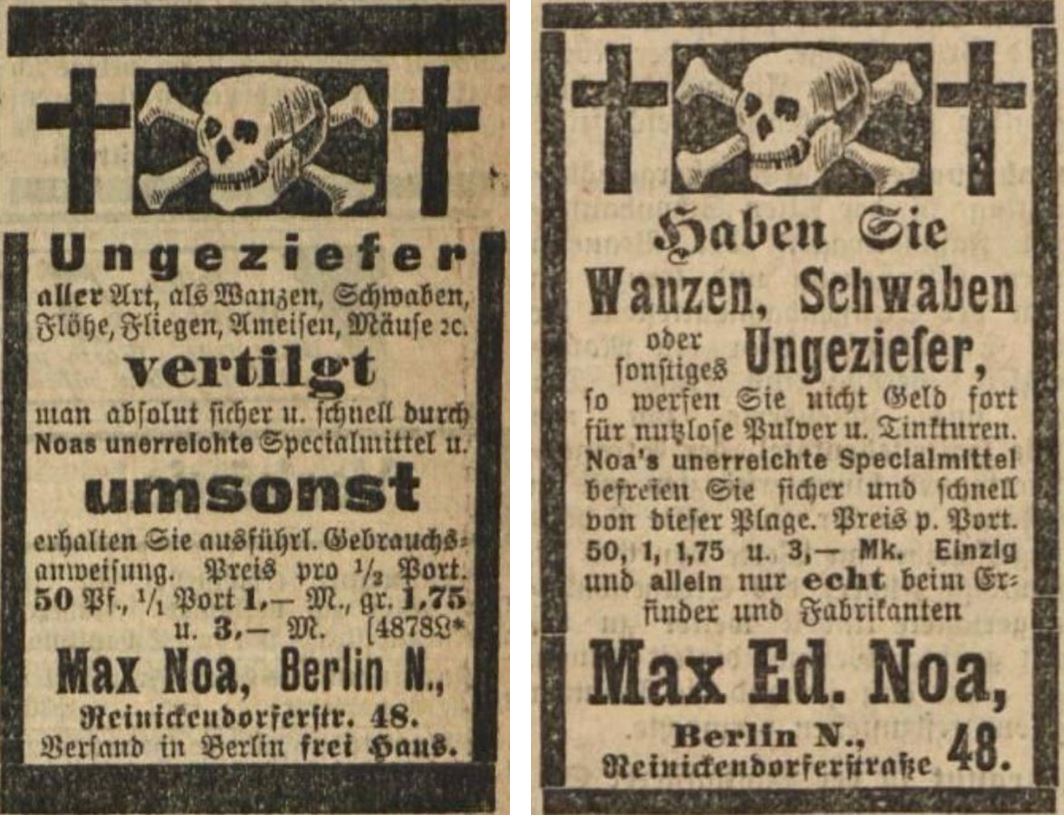 Ungeziefer
aller Art, als Wanzen, Schwaben,
Flöhe, Fliegen, Ameisen, Mäuse ꝛc.
vertilgt
man absolut sicher u. schnell durch
Noas unerreichte Specialmittel u.
umsonst
erhalten Sie ausführl. Gebrauchs-
anweisung. Preis pro 1/2 Port.
50 Pf., 1/1 Port 1,— M., gr. 1,75
u. 3,— M. [4878L*
Max Noa, Berlin N.,
Reinickendorferstr. 48.
Versand in Berlin frei Haus.
Haben Sie
Wanzen, Schwaben
oder
sonstiges Ungeziefer,
so werfen Sie nicht Geld fort
für nutzlose Pulver u. Tinkturen.
Noa's unerreichte Specialmittel
befreien Sie sicher und schnell
von dieser Plage. Preis p. Port.
50, 1, 1,75 u. 3,— Mk. Einzig
und allein nur echt beim Er-
finder und Fabrikanten
Max Ed. Noa,
Berlin N.,
Reinickendorferstraße 48.